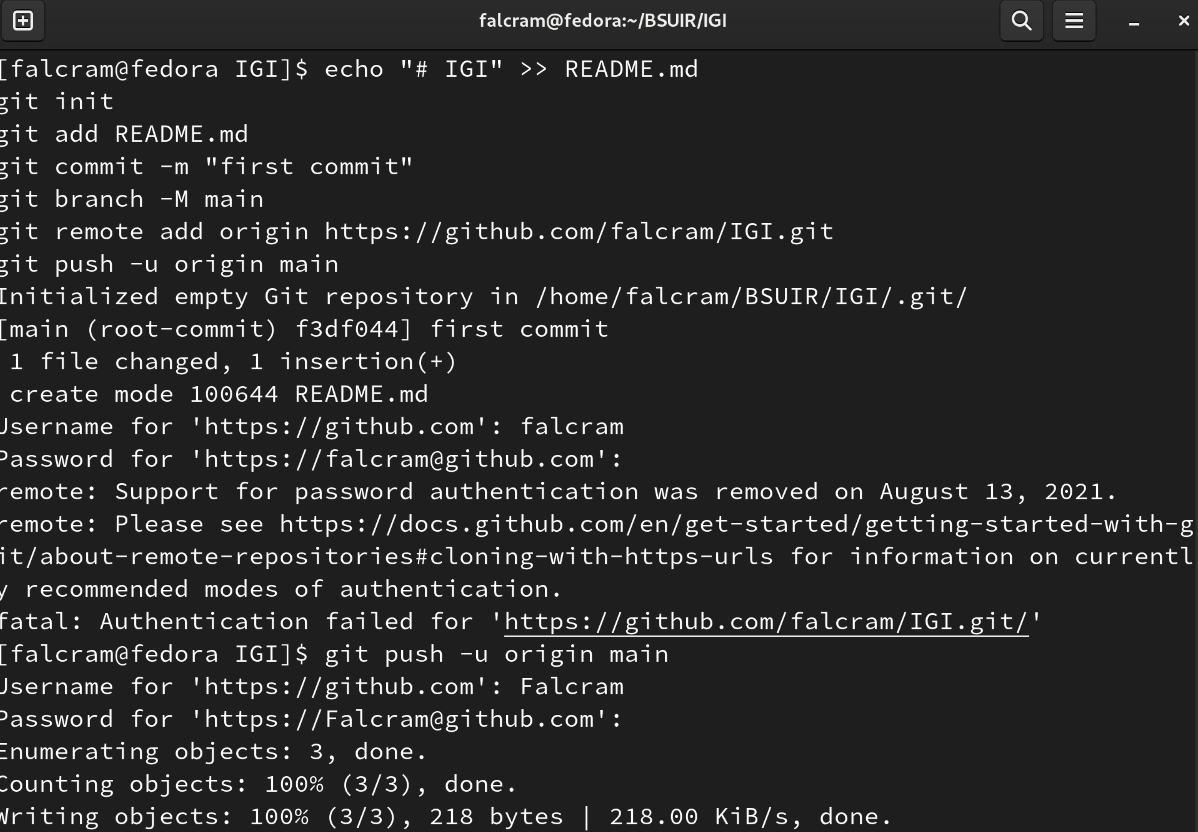 falcram@fedora:~/BSUIR/IGI
[falcram@fedora IGI]$ echo "# IGI" >> README.md
git init
git add README.md
git commit -m "first commit"
git branch -M main
git remote add origin https://github.com/falcram/IGI.git
git push -u origin main
Initialized empty Git repository in /home/falcram/BSUIR/IGI/.git/
[main (root-commit) f3df044] first commit
 1 file changed, 1 insertion(+)
 create mode 100644 README.md
Username for 'https://github.com': falcram
Password for 'https://falcram@github.com':
remote: Support for password authentication was removed on August 13, 2021.
remote: Please see https://docs.github.com/en/get-started/getting-started-with-g
it/about-remote-repositories#cloning-with-https-urls for information on currentl
y recommended modes of authentication.
fatal: Authentication failed for 'https://github.com/falcram/IGI.git/'
[falcram@fedora IGI]$ git push -u origin main
Username for 'https://github.com': Falcram
Password for 'https://Falcram@github.com':
Enumerating objects: 3, done.
Counting objects: 100% (3/3), done.
Writing objects: 100% (3/3), 218 bytes | 218.00 KiB/s, done.